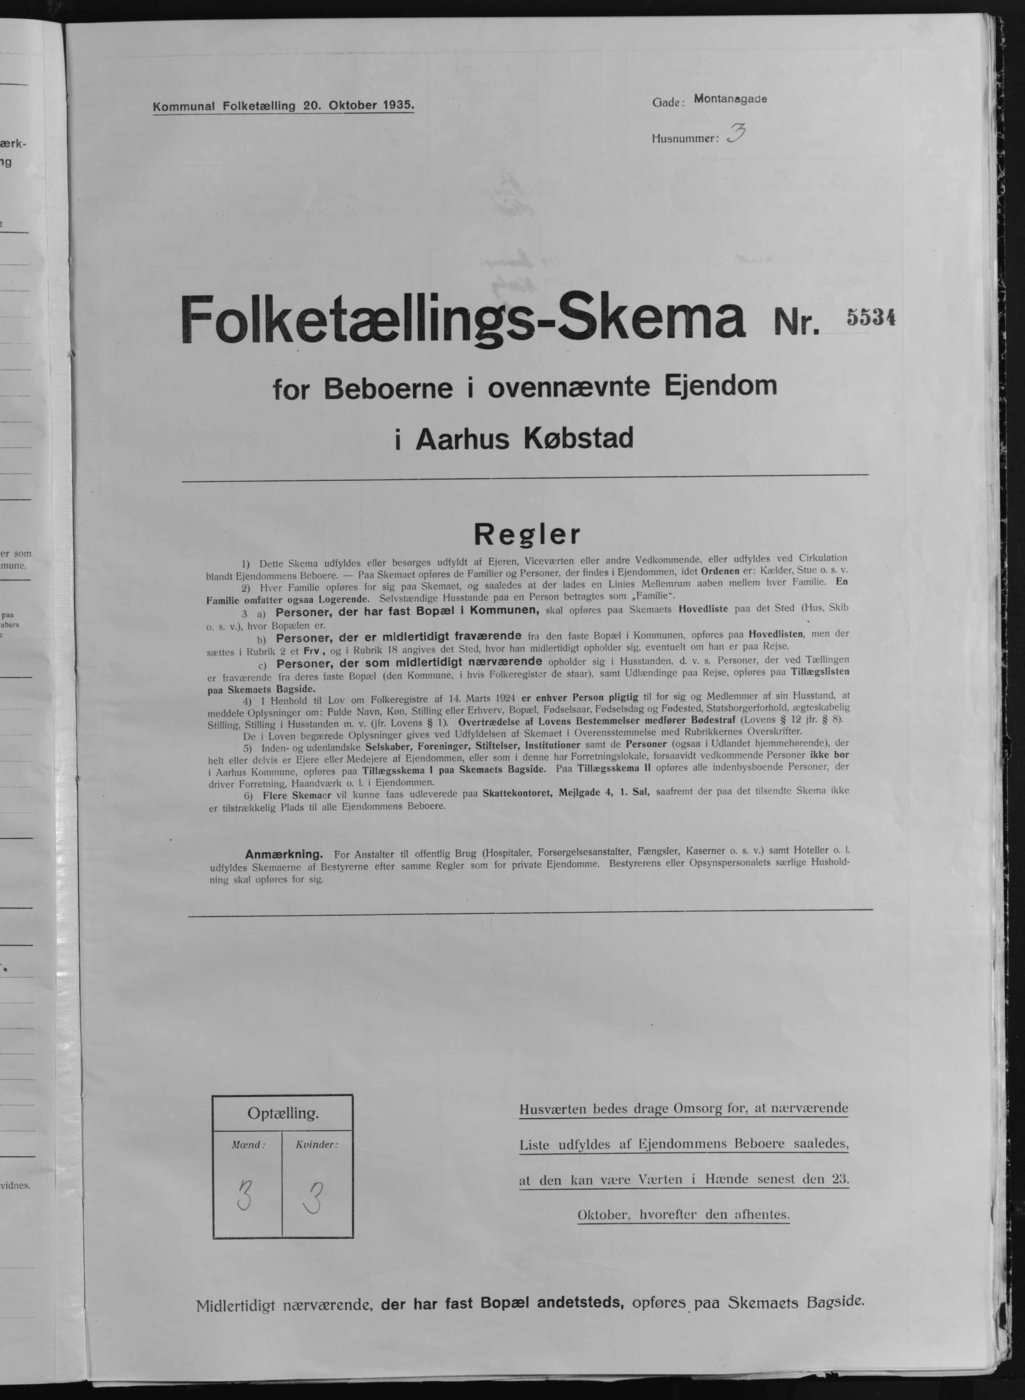 Kommunal Folketælling 20. Oktober 1935.
Gade: Montanagade
Husnummer: 3
Folketællings-Skema Nr. 5534
for Beboerne i ovennævnte Ejendom
i Aarhus Købstad
Regler
1) Dette Skema udfyldes eller besørges udfyldt af Ejeren, Viceværten eller andre Vedkommende, eller udfyldes ved Cirkulation
blandt Ejendommens Beboere. — Paa Skemaet opføres de Familier og Personer, der findes i Ejendommen, idet Ordenen er: Kælder, Stue o. s. v.
2) Hver Familie opføres for sig paa Skemaet, og saaledes at der lades en Linies Mellemrum aaben mellem hver Familie. En
Familie omfatter ogsaa Logerende. Selvstændige Husstande paa en Person betragtes som „Familie“.
3 a) Personer, der har fast Bopæl i Kommunen, skal opføres paa Skemaets Hovedliste paa det Sted (Hus, Skib
o. s. v.), hvor Bopælen er.
b) Personer, der er midlertidigt fraværende fra den faste Bopæl i Kommunen, opføres paa Hovedlisten, men der
sættes i Rubrik 2 et Frv, og i Rubrik 18 angives det Sted, hvor han midlertidigt opholder sig, eventuelt om han er paa Rejse.
c) Personer, der som midlertidigt nærværende opholder sig i Husstanden, d. v. s. Personer, der ved Tællingen
er fraværende fra deres faste Bopæl (den Kommune, i hvis Folkeregister de staar), samt Udlændinge paa Rejse, opføres paa Tillægslisten
paa Skemaets Bagside.
4) I Henhold til Lov om Folkeregistre af 14. Marts 1924 er enhver Person pligtig til for sig og Medlemmer af sin Husstand, at
meddele Oplysninger om: Fulde Navn, Køn, Stilling eller Erhverv, Bopæl, Fødselsaar, Fødselsdag og Fødested, Statsborgerforhold, ægteskabelig
Stilling, Stilling i Husstanden m. v. (jfr. Lovens § 1). Overtrædelse af Lovens Bestemmelser medfører Bødestraf (Lovens § 12 jfr. § 8).
De i Loven begærede Oplysninger gives ved Udfyldelsen af Skemaet i Overensstemmelse med Rubrikkernes Overskrifter.
5) Inden- og udenlandske Selskaber, Foreninger, Stiftelser, Institutioner samt de Personer (ogsaa i Udlandet hjemmehørende), der
helt eller delvis er Ejere eller Medejere af Ejendommen, eller som i denne har Forretningslokale, forsaavidt vedkommende Personer ikke bor
i Aarhus Kommune, opføres paa Tillægsskema I paa Skemaets Bagside. Paa Tillægsskema II opføres alle indenbysboende Personer, der
driver Forretning, Haandværk o. l. i Ejendommen.
6) Flere Skemaer vil kunne faas udleverede paa Skattekontoret, Mejlgade 4, 1. Sal, saafremt der paa det tilsendte Skema ikke
er tilstrækkelig Plads til alle Ejendommens Beboere.
Anmærkning. For Anstalter til offentlig Brug (Hospitaler, Forsørgelsesanstalter, Fængsler, Kaserner o. s. v.) samt Hoteller o. l.
udfyldes Skemaerne af Bestyrerne efter samme Regler som for private Ejendomme. Bestyrerens eller Opsynspersonalets særlige Hushold-
ning skal opføres for sig.
Optælling.
Mænd: Kvinder:
3 3
Husværten bedes drage Omsorg for, at nærværende
Liste udfyldes af Ejendommens Beboere saaledes,
at den kan være Værten i Hænde senest den 23.
Oktober, hvorefter den afhentes.
Midlertidigt nærværende, der har fast Bopæl andetsteds, opføres paa Skemaets Bagside.
ærk-
ng
er som
mune.
paa
abers
vidnes.